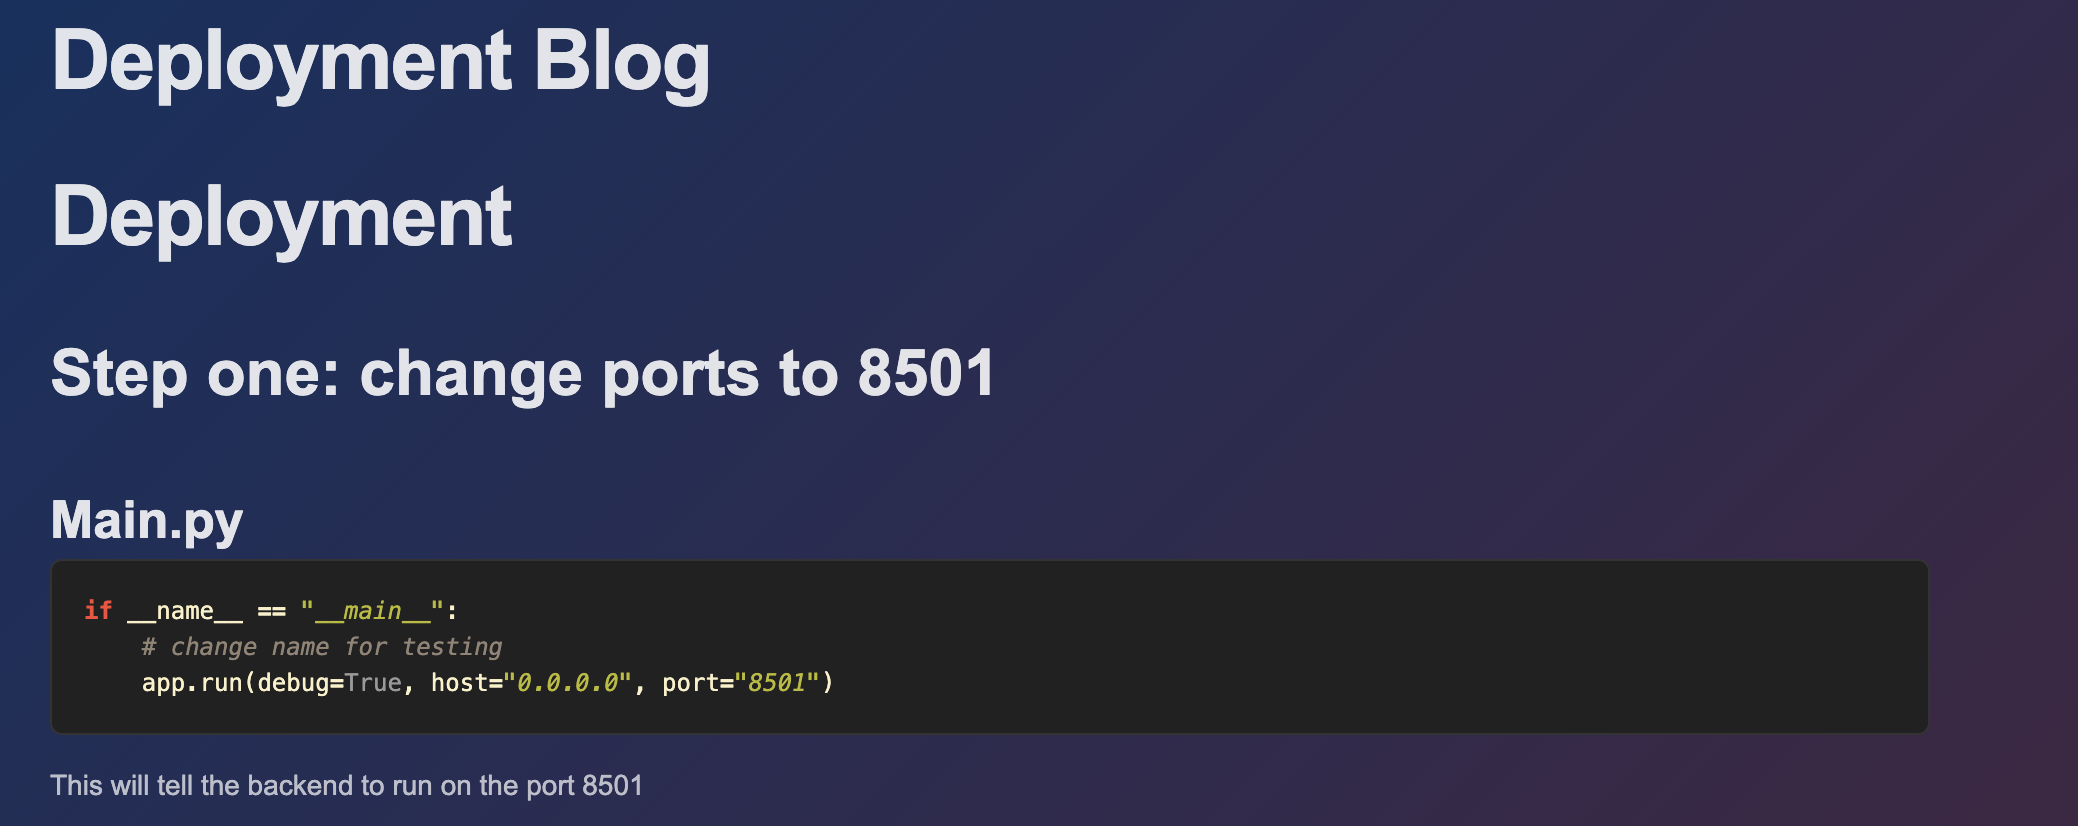 Deployment Blog
Deployment
Step one: change ports to 8501
Main.py
if __name__ == "__main__":
    # change name for testing
    app.run(debug=True, host="0.0.0.0", port="8501")
This will tell the backend to run on the port 8501